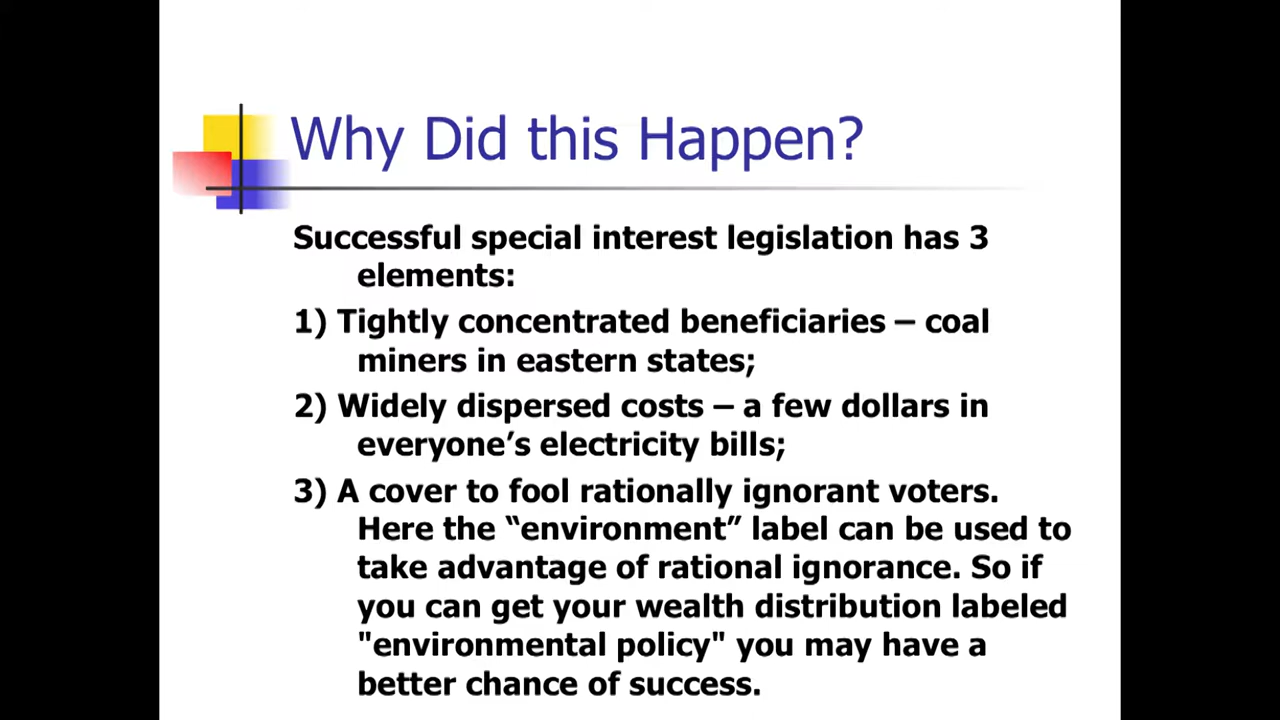 Why Did this Happen?
Successful special interest legislation has 3
elements:
1) Tightly concentrated beneficiaries – coal
miners in eastern states;
2) Widely dispersed costs – a few dollars in
everyone’s electricity bills;
3) A cover to fool rationally ignorant voters.
Here the “environment” label can be used to
take advantage of rational ignorance. So if
you can get your wealth distribution labeled
"environmental policy" you may have a
better chance of success.